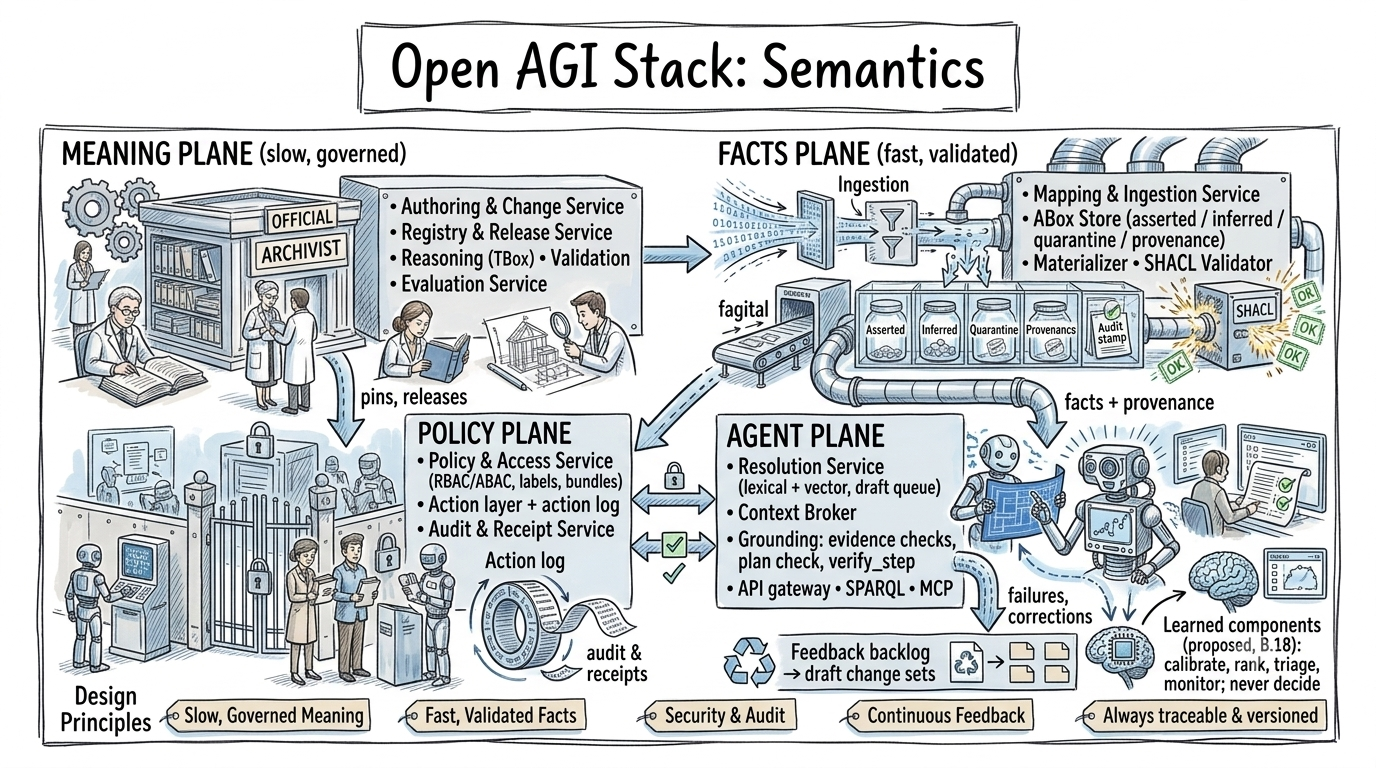 Open AGI Stack: Semantics
MEANING PLANE (slow, governed)
OFFICIAL
ARCHIVIST
• Authoring & Change Service
• Registry & Release Service
• Reasoning (TBox) • Validation
• Evaluation Service
pins, releases
FACTS PLANE (fast, validated)
Ingestion
• Mapping & Ingestion Service
• ABox Store (asserted / inferred /
quarantine / provenance)
• Materializer • SHACL Validator
fagital
Asserted
Inferred
Quarantine
Provenancs
Audit
stamp
SHACL
OR
OK
OK
OK
facts + provenance
POLICY PLANE
• Policy & Access Service
(RBAC/ABAC, labels, bundles)
• Action layer + action log
• Audit & Receipt Service
Action log
audit &
receipts
AGENT PLANE
• Resolution Service
(lexical + vector, draft queue)
• Context Broker
• Grounding: evidence checks,
plan check, verify_step
• API gateway • SPARQL • MCP
failures,
corrections
Feedback backlog
→ draft change sets
Learned components
(proposed, B.18):
calibrate, rank, triage,
monitor; never decide
Design
Principles
Slow, Governed Meaning
Fast, Validated Facts
Security & Audit
Continuous Feedback
Always traceable & versioned